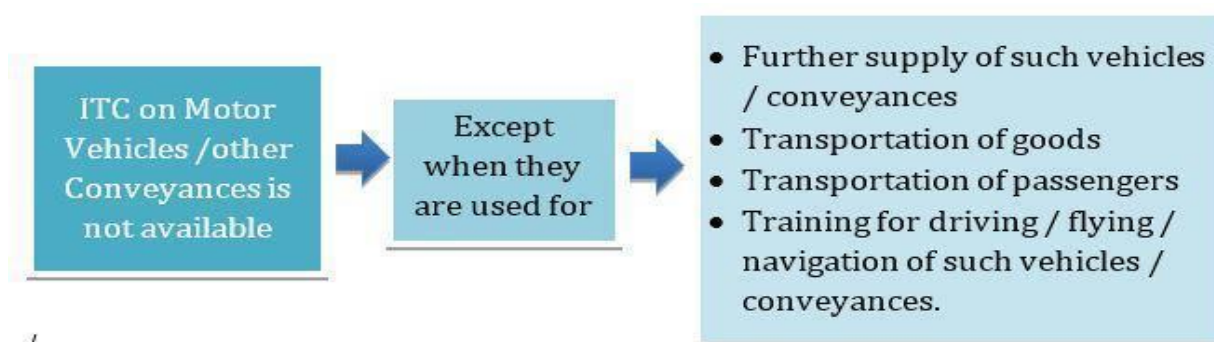 ITC on Motor
Vehicles /other
Conveyances is
not available
Except
when they
are used for
• Further supply of such vehicles
/ conveyances
• Transportation of goods
• Transportation of passengers
• Training for driving / flying /
navigation of such vehicles /
conveyances.
/